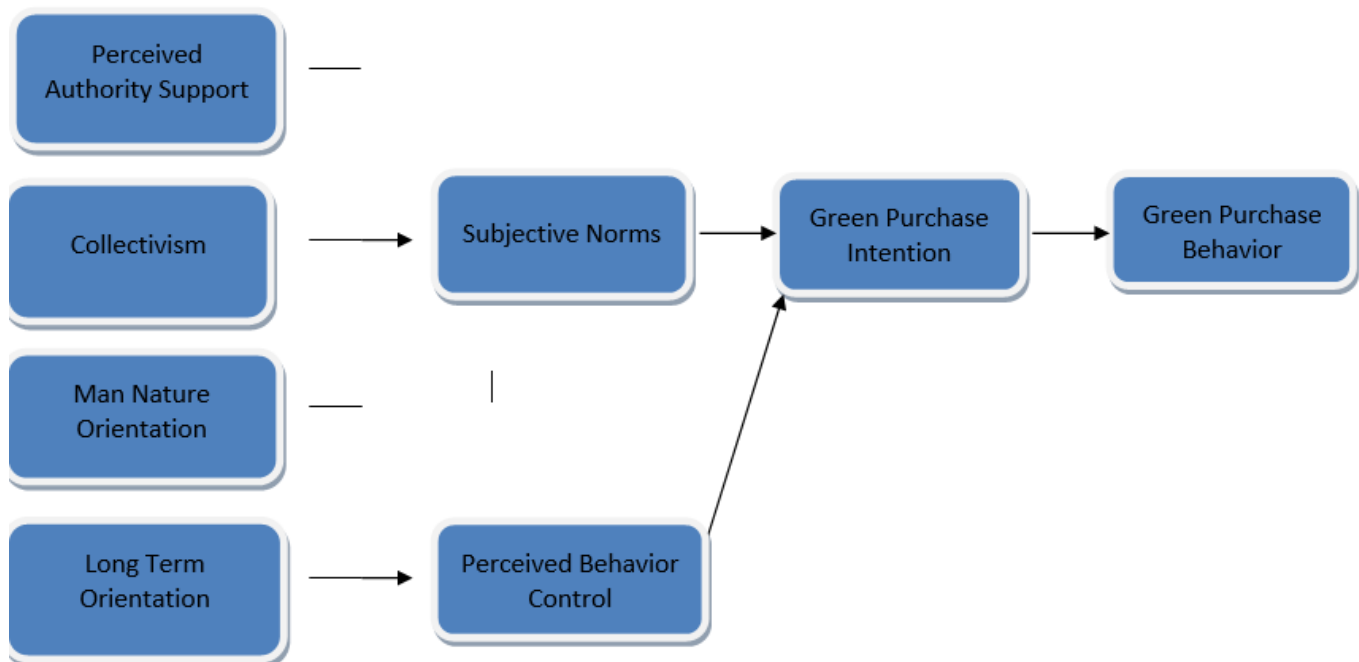 Perceived
Authority Support
Collectivism
Subjective Norms
Green Purchase
Intention
Green Purchase
Behavior
Man Nature
Orientation
Long Term
Orientation
Perceived Behavior
Control